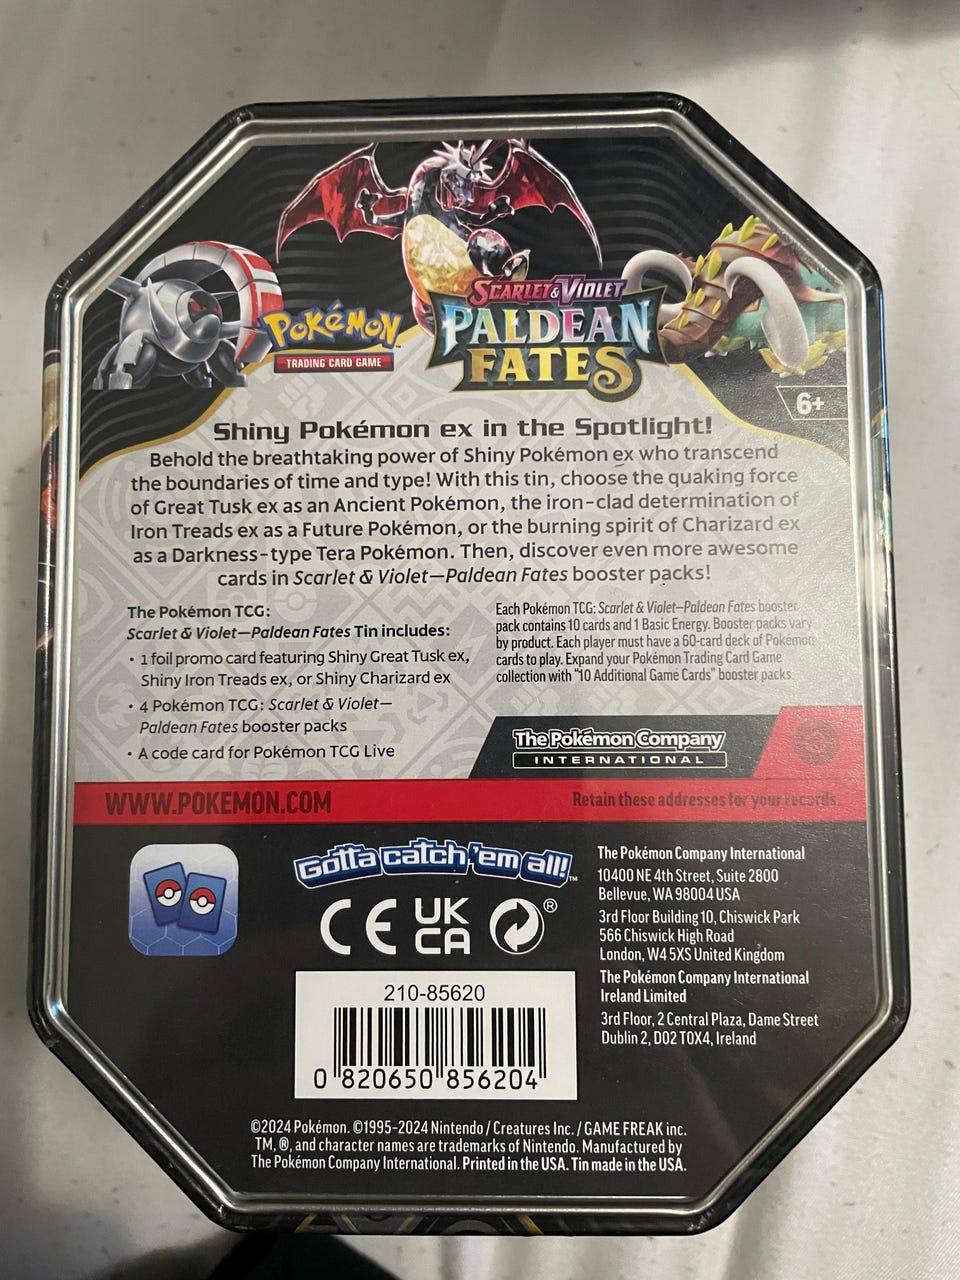 SCARLET & VIOLET
POKéMON
TRADING CARD GAME
PALDEAN
FATES
6+
Shiny Pokémon ex in the Spotlight!
Behold the breathtaking power of Shiny Pokémon ex who transcend
the boundaries of time and type! With this tin, choose the quaking force
of Great Tusk ex as an Ancient Pokémon, the iron-clad determination of
Iron Treads ex as a Future Pokémon, or the burning spirit of Charizard ex
as a Darkness-type Tera Pokémon. Then, discover even more awesome
cards in Scarlet & Violet—Paldean Fates booster packs!
The Pokémon TCG:
Scarlet & Violet—Paldean Fates Tin includes:
• 1 foil promo card featuring Shiny Great Tusk ex,
Shiny Iron Treads ex, or Shiny Charizard ex
• 4 Pokémon TCG: Scarlet & Violet—
Paldean Fates booster packs
• A code card for Pokémon TCG Live
Each Pokémon TCG: Scarlet & Violet—Paldean Fates booster
pack contains 10 cards and 1 Basic Energy. Booster packs vary
by product. Each player must have a 60-card deck of Pokémon
cards to play. Expand your Pokémon Trading Card Game
collection with "10 Additional Game Cards" booster packs.
The Pokémon Company
INTERNATIONAL
WWW.POKEMON.COM
Retain these addresses for your records.
Gotta catch 'em all!™
CE UK CA ®
The Pokémon Company International
10400 NE 4th Street, Suite 2800
Bellevue, WA 98004 USA
3rd Floor Building 10, Chiswick Park
566 Chiswick High Road
London, W4 5XS United Kingdom
The Pokémon Company International
Ireland Limited
3rd Floor, 2 Central Plaza, Dame Street
Dublin 2, D02 T0X4, Ireland
210-85620
0 820650 856204
©2024 Pokémon. ©1995-2024 Nintendo / Creatures Inc. / GAME FREAK inc.
TM, ®, and character names are trademarks of Nintendo. Manufactured by
The Pokémon Company International. Printed in the USA. Tin made in the USA.